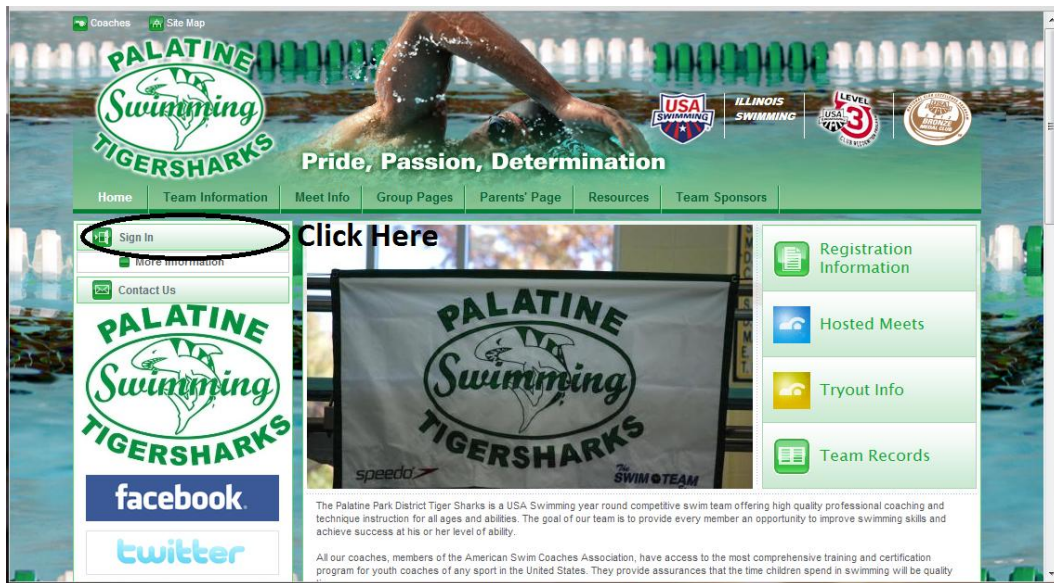 Coaches
Site Map
PALATINE
Swimming
TIGERSHARKS
USA
SWIMMING
ILLINOIS
SWIMMING
LEVEL
USA
3
BRONZE
MEDAL CLUB
Pride, Passion, Determination
Home
Team Information
Meet Info
Group Pages
Parents' Page
Resources
Team Sponsors
Sign In
Click Here
More Information
Contact Us
PALATINE
Swimming
TIGERSHARKS
facebook
twitter
PALATINE
Swimming
TIGERSHARKS
speedo
The
SWIM TEAM
Registration
Information
Hosted Meets
Tryout Info
Team Records
The Palatine Park District Tiger Sharks is a USA Swimming year round competitive swim team offering high quality professional coaching and
technique instruction for all ages and abilities. The goal of our team is to provide every member an opportunity to improve swimming skills and
achieve success at his or her level of ability.
All our coaches, members of the American Swim Coaches Association, have access to the most comprehensive training and certification
program for youth coaches of any sport in the United States. They provide assurances that the time children spend in swimming will be quality